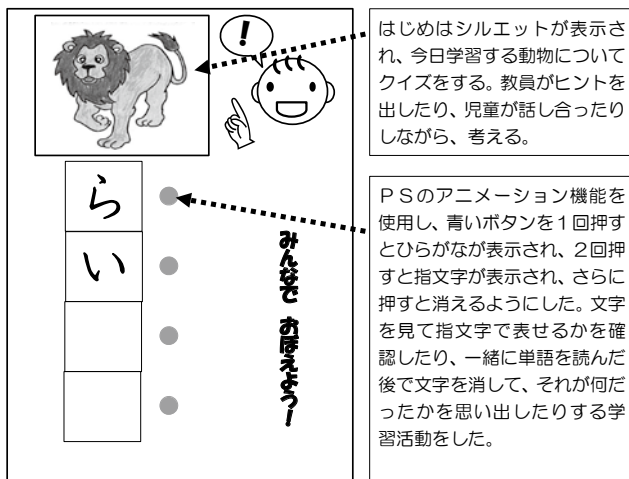 ！
ら
い
みんなで おぼえよう！
はじめはシルエットが表示さ
れ、今日学習する動物について
クイズをする。教員がヒントを
出したり、児童が話し合ったり
しながら、考える。
ＰＳのアニメーション機能を
使用し、青いボタンを１回押す
とひらがなが表示され、２回押
すと指文字が表示され、さらに
押すと消えるようにした。文字
を見て指文字で表せるかを確
認したり、一緒に単語を読んだ
後で文字を消して、それが何だ
ったかを思い出したりする学
習活動をした。